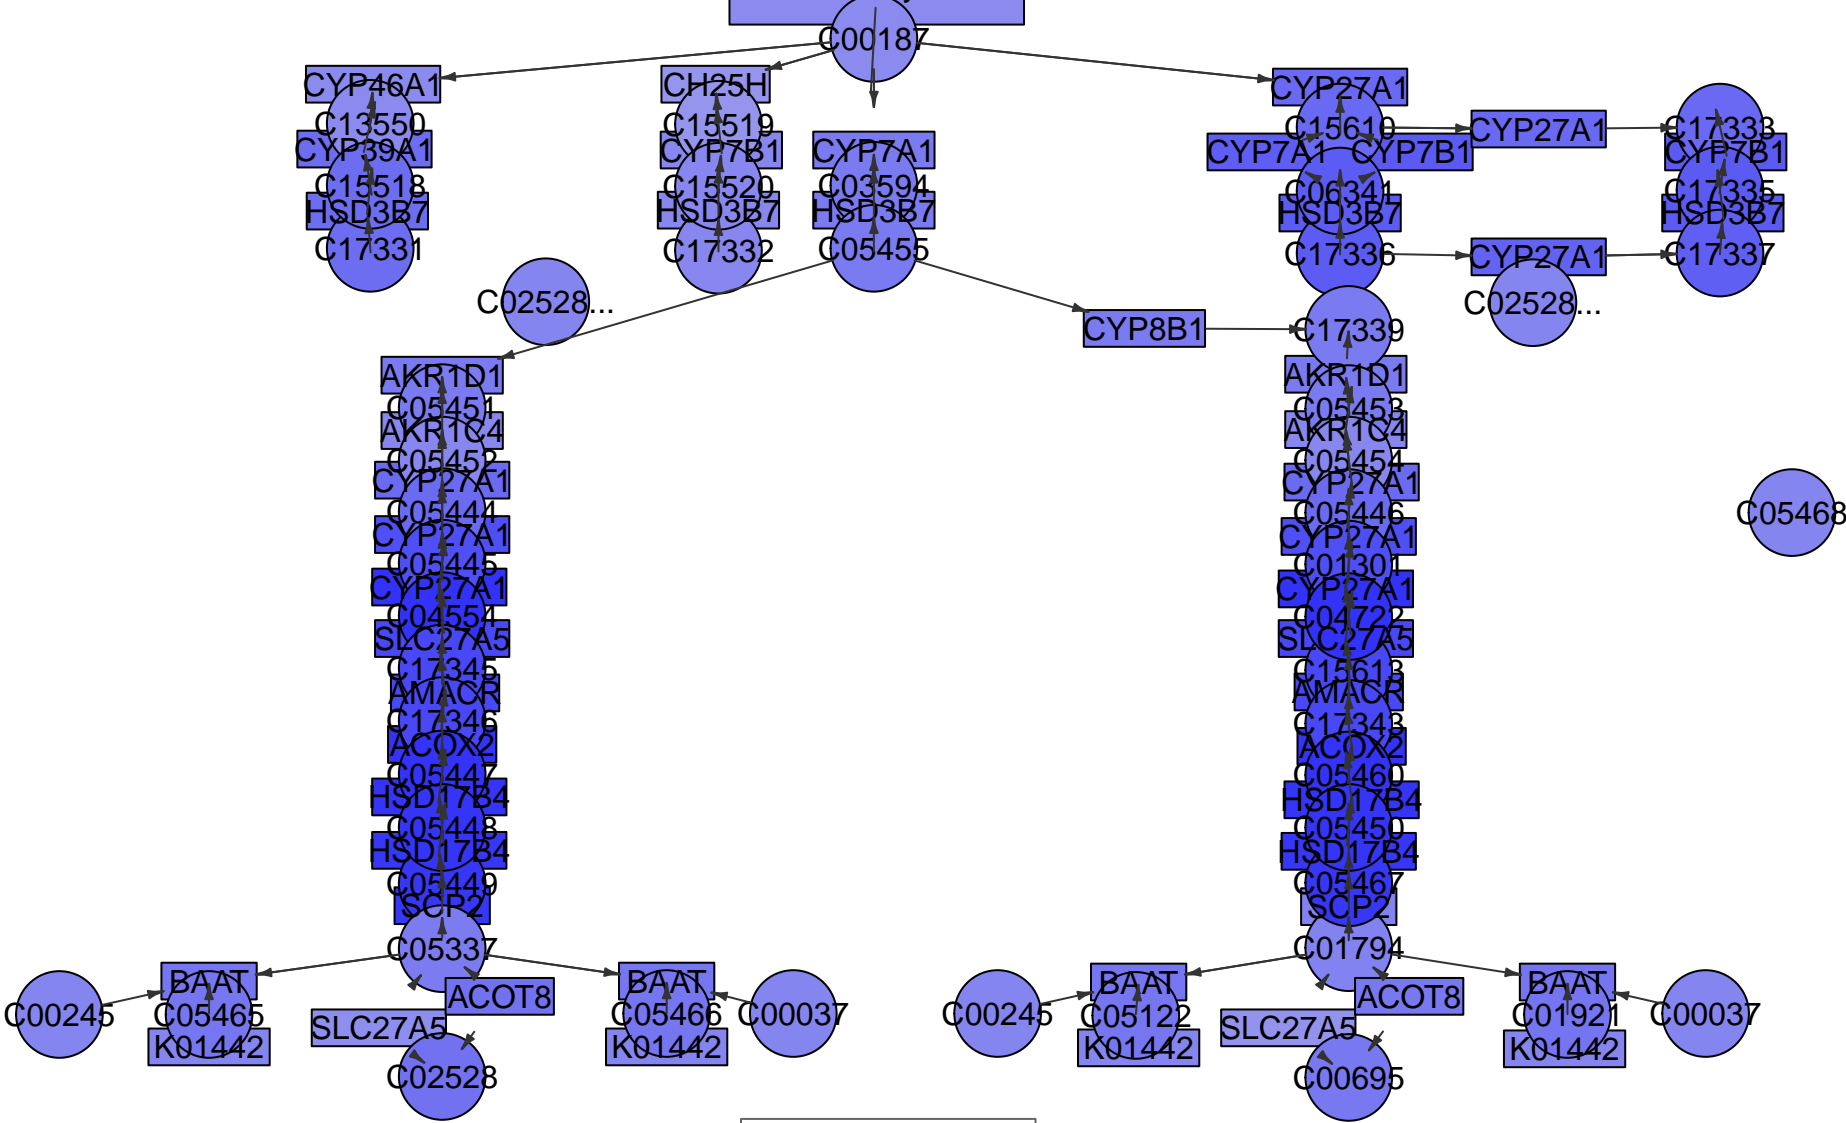 C00187
CYP46A1
C13550
CYP39A1
C15518
HSD3B7
C17331
CH25H
C15519
CYP7B1
C15520
HSD3B7
C17332
CYP7A1
C03594
HSD3B7
C05455
CYP27A1
C15610
CYP7A1
CYP7B1
C06341
HSD3B7
C17336
CYP27A1
C17333
CYP7B1
C17335
HSD3B7
CYP27A1
C17337
C02528...
C02528...
CYP8B1
C17339
AKR1D1
C05451
AKR1C4
C05452
CYP27A1
C05444
CYP27A1
C05445
CYP27A1
C04554
SLC27A5
C17345
AMACR
C17346
ACOX2
C05447
HSD17B4
C05448
HSD17B4
C05449
SCP2
C05337
AKR1D1
C05453
AKR1C4
C05454
CYP27A1
C05446
CYP27A1
C01301
CYP27A1
C04722
SLC27A5
C15613
AMACR
C17343
ACOX2
C05460
HSD17B4
C05450
HSD17B4
C05467
SCP2
C01794
C05468
C00245
BAAT
C05465
K01442
SLC27A5
ACOT8
C02528
BAAT
C05466
K01442
C00037
C00245
BAAT
C05122
K01442
SLC27A5
ACOT8
C00695
BAAT
C01921
K01442
C00037